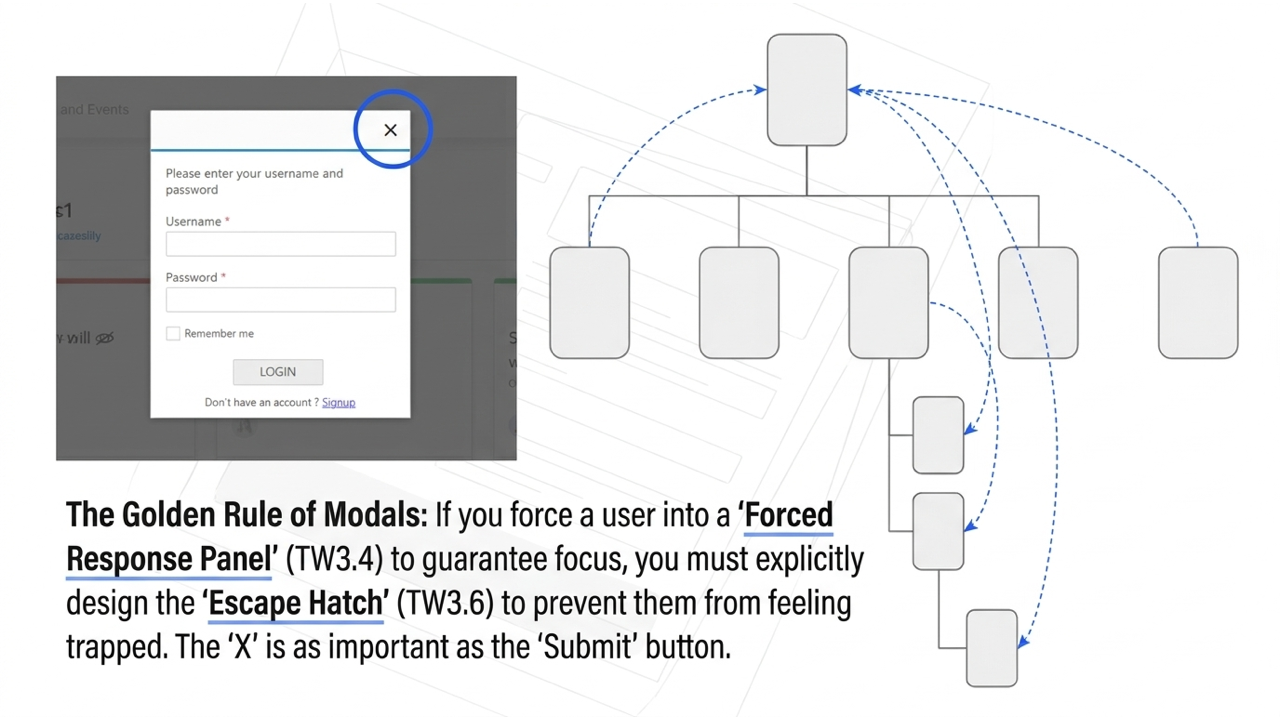 and Events
s1
cazeslily
will
Please enter your username and
password
Username *
Password *
Remember me
LOGIN
Don't have an account ? Signup
The Golden Rule of Modals: If you force a user into a ‘Forced
Response Panel’ (TW3.4) to guarantee focus, you must explicitly
design the ‘Escape Hatch’ (TW3.6) to prevent them from feeling
trapped. The ‘X’ is as important as the ‘Submit’ button.